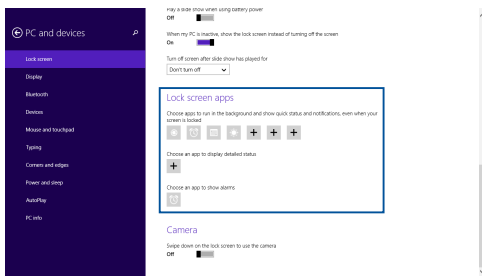 Play a slide show when using battery power
Off
PC and devices
When my PC is inactive, show the lock screen instead of turning off the screen
On
Lock screen
Turn off screen after slide show has played for
Don't turn off
Display
Bluetooth
Devices
Mouse and touchpad
Typing
Corners and edges
Power and sleep
AutoPlay
PC info
Lock screen apps
Choose apps to run in the background and show quick status and notifications, even when your
screen is locked
Choose an app to display detailed status
Choose an app to show alarms
Camera
Swipe down on the lock screen to use the camera
Off